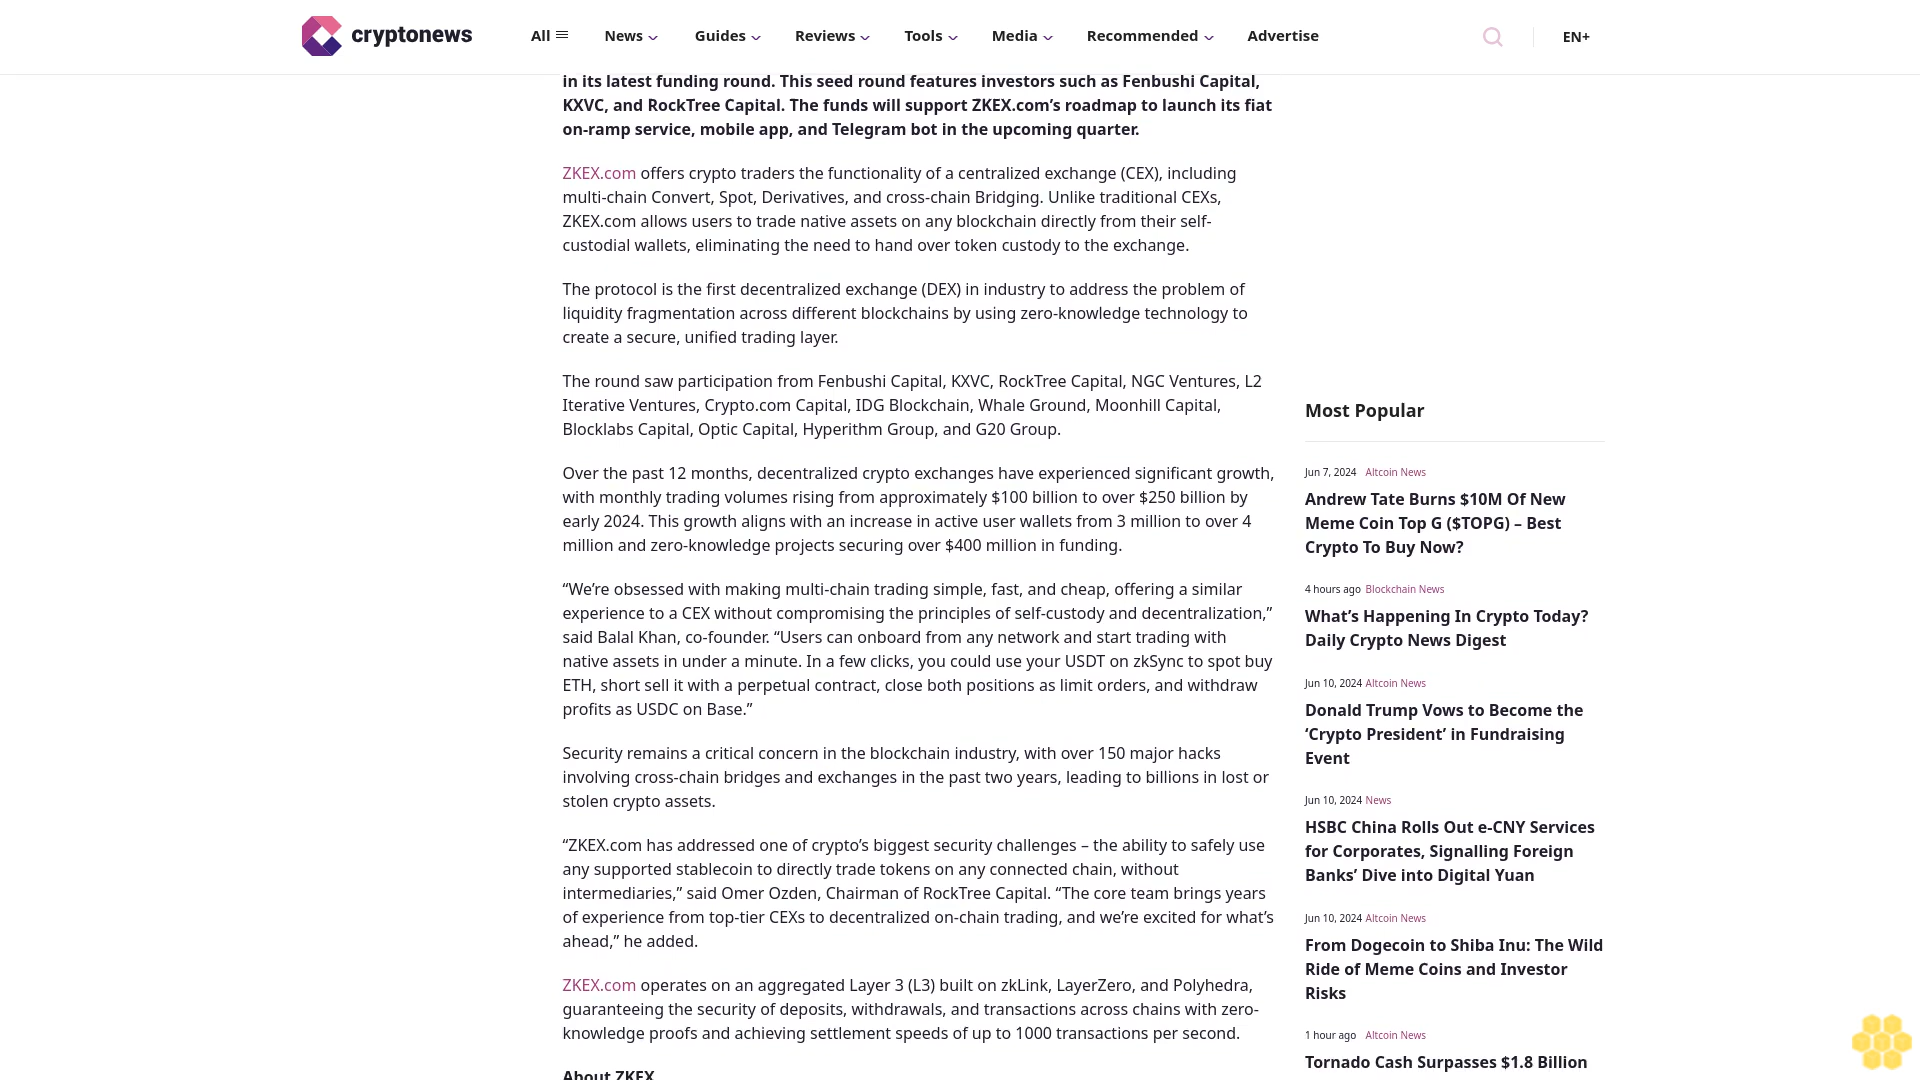 cryptonews
All
News
Guides
Reviews
Tools
Media
Recommended
Advertise
EN+
in its latest funding round. This seed round features investors such as Fenbushi Capital,
KXVC, and RockTree Capital. The funds will support ZKEX.com’s roadmap to launch its fiat
on-ramp service, mobile app, and Telegram bot in the upcoming quarter.
ZKEX.com offers crypto traders the functionality of a centralized exchange (CEX), including
multi-chain Convert, Spot, Derivatives, and cross-chain Bridging. Unlike traditional CEXs,
ZKEX.com allows users to trade native assets on any blockchain directly from their self-
custodial wallets, eliminating the need to hand over token custody to the exchange.
The protocol is the first decentralized exchange (DEX) in industry to address the problem of
liquidity fragmentation across different blockchains by using zero-knowledge technology to
create a secure, unified trading layer.
The round saw participation from Fenbushi Capital, KXVC, RockTree Capital, NGC Ventures, L2
Iterative Ventures, Crypto.com Capital, IDG Blockchain, Whale Ground, Moonhill Capital,
Blocklabs Capital, Optic Capital, Hyperithm Group, and G20 Group.
Over the past 12 months, decentralized crypto exchanges have experienced significant growth,
with monthly trading volumes rising from approximately $100 billion to over $250 billion by
early 2024. This growth aligns with an increase in active user wallets from 3 million to over 4
million and zero-knowledge projects securing over $400 million in funding.
“We’re obsessed with making multi-chain trading simple, fast, and cheap, offering a similar
experience to a CEX without compromising the principles of self-custody and decentralization,”
said Balal Khan, co-founder. “Users can onboard from any network and start trading with
native assets in under a minute. In a few clicks, you could use your USDT on zkSync to spot buy
ETH, short sell it with a perpetual contract, close both positions as limit orders, and withdraw
profits as USDC on Base.”
Security remains a critical concern in the blockchain industry, with over 150 major hacks
involving cross-chain bridges and exchanges in the past two years, leading to billions in lost or
stolen crypto assets.
“ZKEX.com has addressed one of crypto’s biggest security challenges – the ability to safely use
any supported stablecoin to directly trade tokens on any connected chain, without
intermediaries,” said Omer Ozden, Chairman of RockTree Capital. “The core team brings years
of experience from top-tier CEXs to decentralized on-chain trading, and we’re excited for what’s
ahead,” he added.
ZKEX.com operates on an aggregated Layer 3 (L3) built on zkLink, LayerZero, and Polyhedra,
guaranteeing the security of deposits, withdrawals, and transactions across chains with zero-
knowledge proofs and achieving settlement speeds of up to 1000 transactions per second.
About ZKEX
Most Popular
Jun 7, 2024 Altcoin News
Andrew Tate Burns $10M Of New
Meme Coin Top G ($TOPG) – Best
Crypto To Buy Now?
4 hours ago Blockchain News
What’s Happening In Crypto Today?
Daily Crypto News Digest
Jun 10, 2024 Altcoin News
Donald Trump Vows to Become the
‘Crypto President’ in Fundraising
Event
Jun 10, 2024 News
HSBC China Rolls Out e-CNY Services
for Corporates, Signalling Foreign
Banks’ Dive into Digital Yuan
Jun 10, 2024 Altcoin News
From Dogecoin to Shiba Inu: The Wild
Ride of Meme Coins and Investor
Risks
1 hour ago Altcoin News
Tornado Cash Surpasses $1.8 Billion